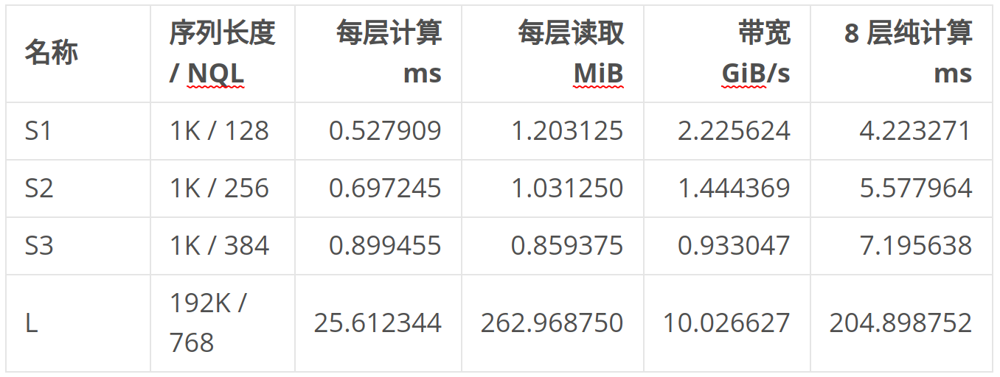 名称
序列长度
/ NQL
每层计算
ms
每层读取
MiB
带宽
GiB/s
8 层纯计算
ms
S1
1K / 128
0.527909
1.203125
2.225624
4.223271
S2
1K / 256
0.697245
1.031250
1.444369
5.577964
S3
1K / 384
0.899455
0.859375
0.933047
7.195638
L
192K /
768
25.612344
262.968750
10.026627
204.898752